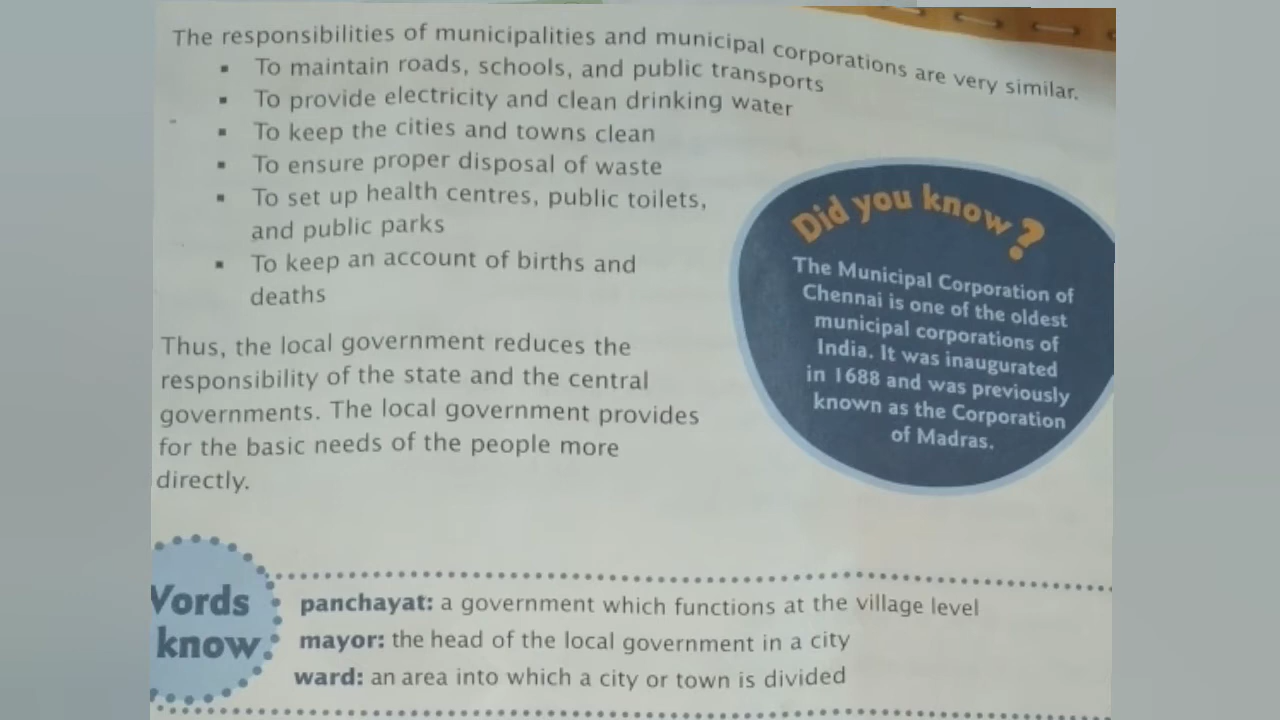 The responsibilities of municipalities and municipal corporations are very similar.
▪ To maintain roads, schools, and public transports
▪ To provide electricity and clean drinking water
▪ To keep the cities and towns clean
▪ To ensure proper disposal of waste
▪ To set up health centres, public toilets,
and public parks
▪ To keep an account of births and
deaths
Thus, the local government reduces the
responsibility of the state and the central
governments. The local government provides
for the basic needs of the people more
directly.
Did you know?
The Municipal Corporation of
Chennai is one of the oldest
municipal corporations of
India. It was inaugurated
in 1688 and was previously
known as the Corporation
of Madras.
Words
know
panchayat: a government which functions at the village level
mayor: the head of the local government in a city
ward: an area into which a city or town is divided